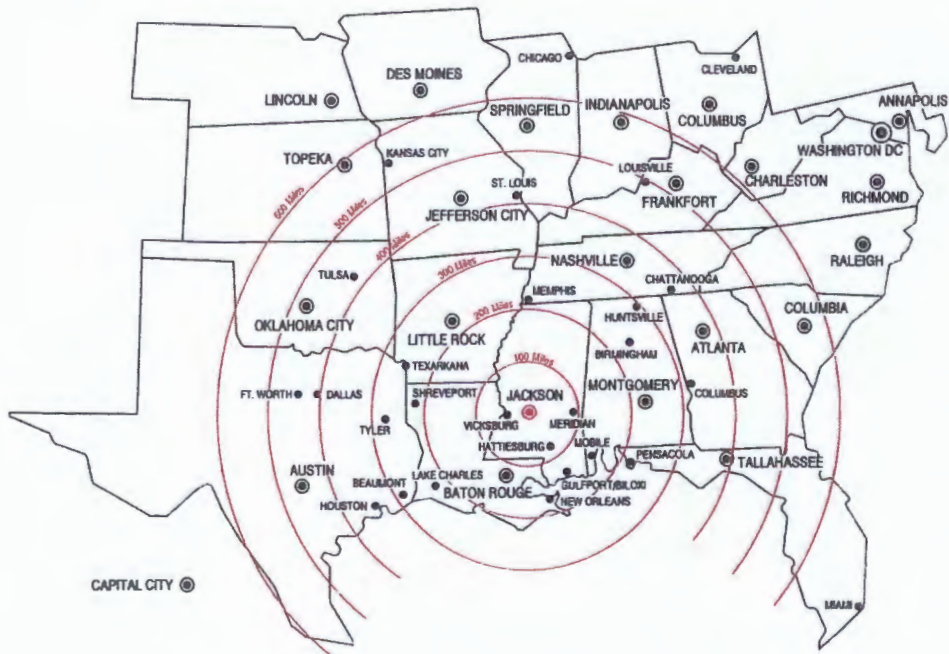 CHICAGO
CLEVELAND
DES MOINES
LINCOLN
SPRINGFIELD
INDIANAPOLIS
COLUMBUS
ANNAPOLIS
WASHINGTON DC
TOPEKA
KANSAS CITY
LOUISVILLE
CHARLESTON
600 Miles
500 Miles
ST. LOUIS
JEFFERSON CITY
FRANKFORT
RICHMOND
400 Miles
300 Miles
NASHVILLE
RALEIGH
TULSA
CHATTANOOGA
MEMPHIS
OKLAHOMA CITY
200 Miles
HUNTSVILLE
COLUMBIA
LITTLE ROCK
ATLANTA
BIRMINGHAM
TEXARKANA
100 Miles
FT. WORTH
DALLAS
SHREVEPORT
JACKSON
MONTGOMERY
COLUMBUS
TYLER
VICKSBURG
MERIDIAN
HATTIESBURG
MOBILE
PENSACOLA
TALLAHASSEE
AUSTIN
BEAUMONT
LAKE CHARLES
BATON ROUGE
GULFPORT/BILOXI
NEW ORLEANS
HOUSTON
CAPITAL CITY
MIAMI